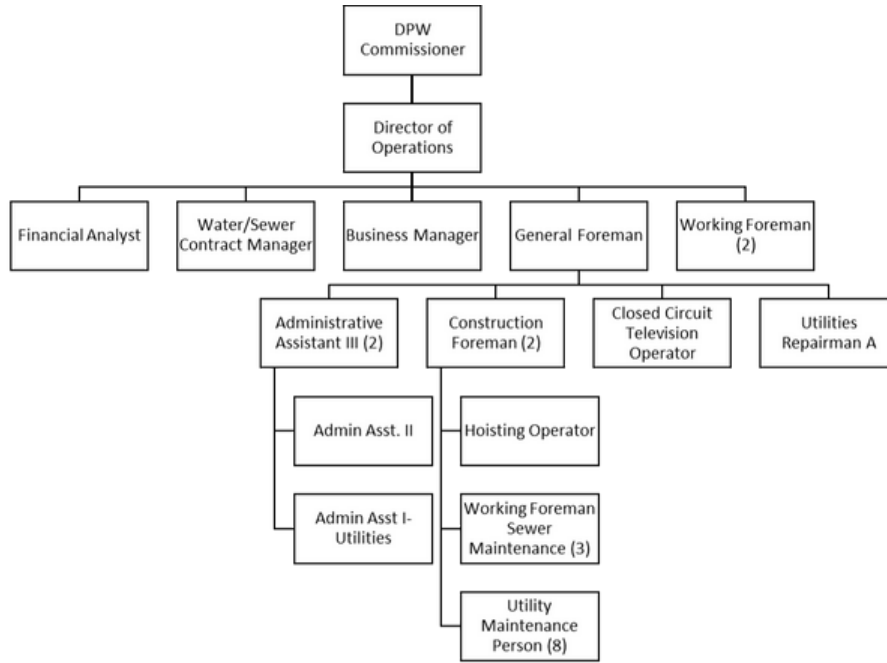 DPW
Commissioner
Director of
Operations
Financial Analyst
Water/Sewer
Contract Manager
Business Manager
General Foreman
Working Foreman
(2)
Administrative
Assistant III (2)
Construction
Foreman (2)
Closed Circuit
Television
Operator
Utilities
Repairman A
Admin Asst. II
Hoisting Operator
Admin Asst I-
Utilities
Working Foreman
Sewer
Maintenance (3)
Utility
Maintenance
Person (8)